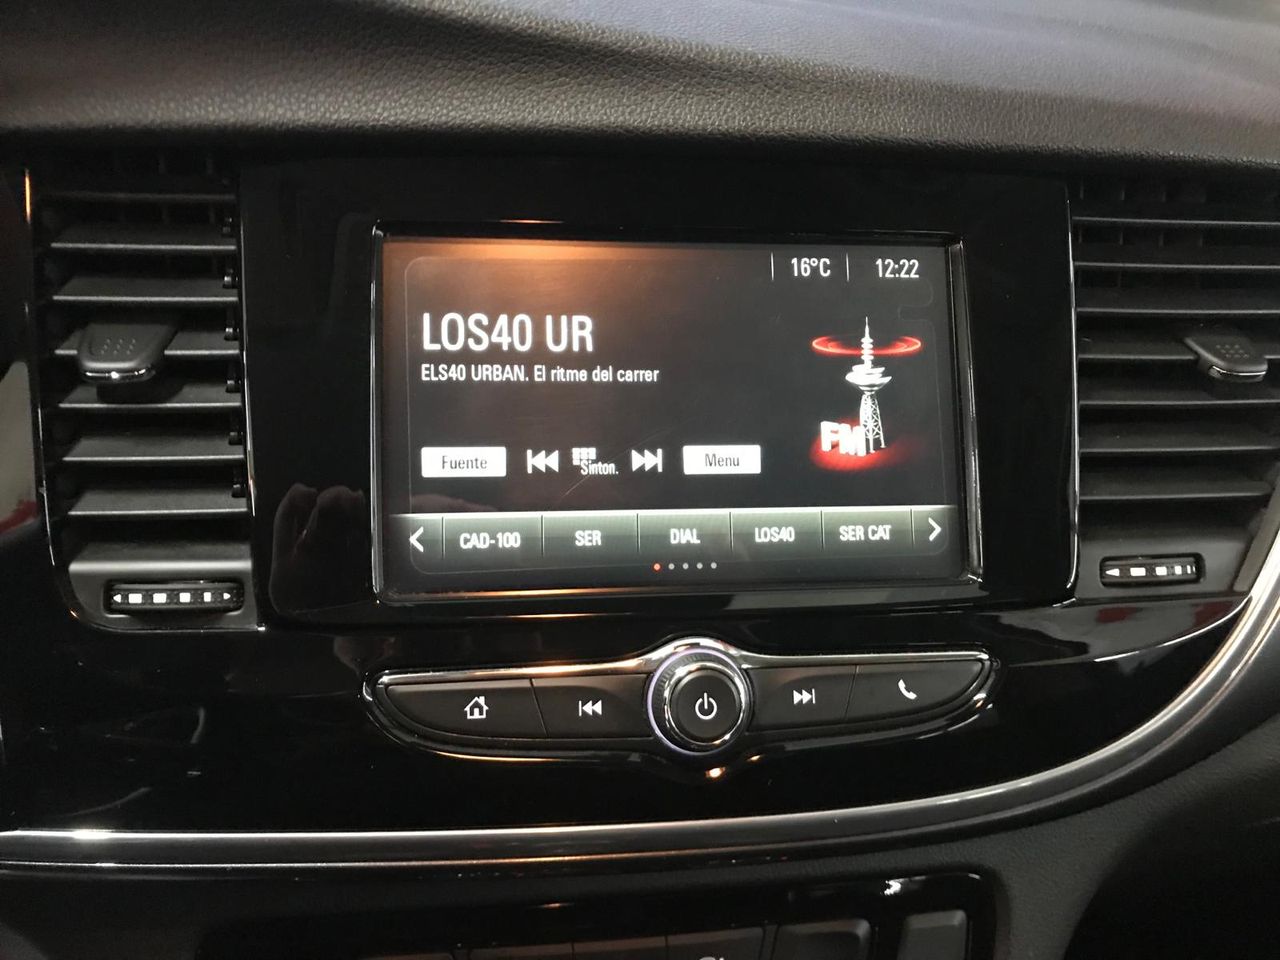 16°C 12:22
LOS40 UR
ELS40 URBAN. El ritme del carrer
FM
Fuente Sinton. Menu
CAD-100 SER DIAL LOS40 SER CAT